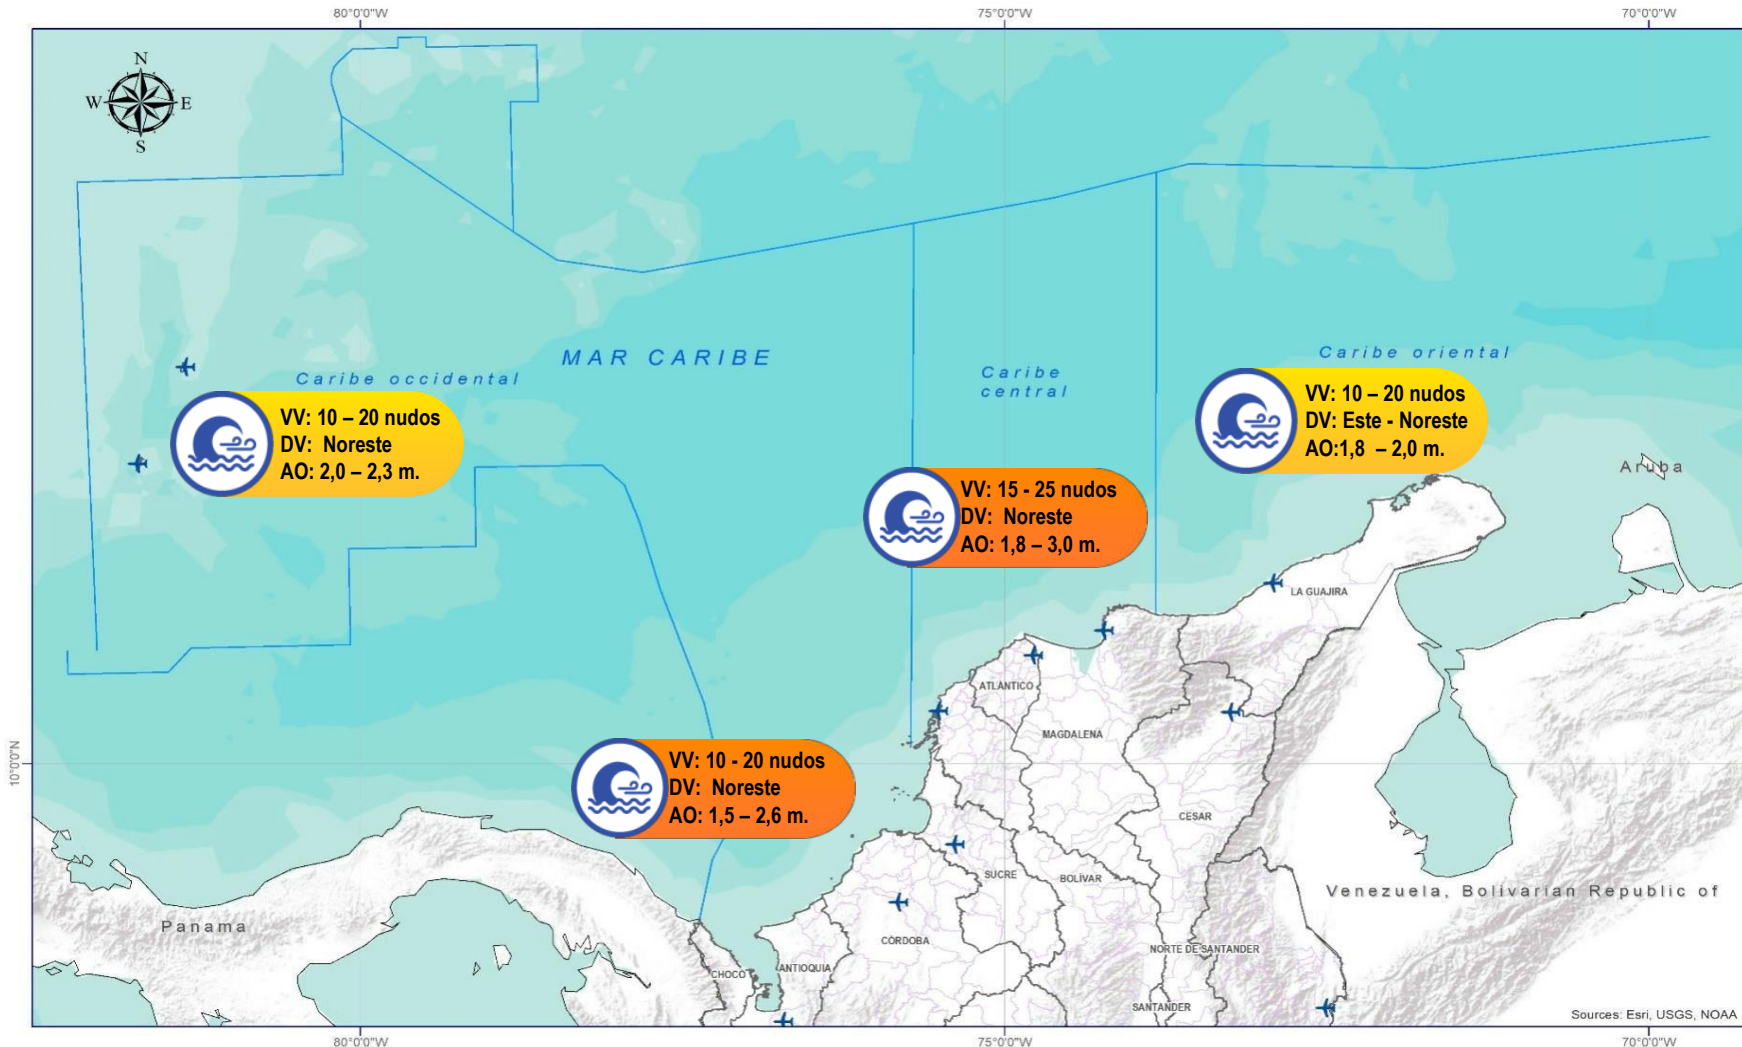 80°0'0"W
75°0'0"W
70°0'0"W
N
W
E
S
MAR CARIBE
Caribe occidental
Caribe
central
Caribe oriental
VV: 10 – 20 nudos
DV: Noreste
AO: 2,0 – 2,3 m.
VV: 10 – 20 nudos
DV: Este - Noreste
AO:1,8 – 2,0 m.
VV: 15 - 25 nudos
DV: Noreste
AO: 1,8 – 3,0 m.
Aruba
LA GUAJIRA
ATLÁNTICO
MAGDALENA
10°0'0"N
VV: 10 - 20 nudos
DV: Noreste
AO: 1,5 – 2,6 m.
CESAR
SUCRE
BOLÍVAR
Venezuela, Bolivarian Republic of
Panama
CÓRDOBA
NORTE DE SANTANDER
CHOCO
ANTIOQUIA
SANTANDER
Sources: Esri, USGS, NOAA
80°0'0"W
75°0'0"W
70°0'0"W